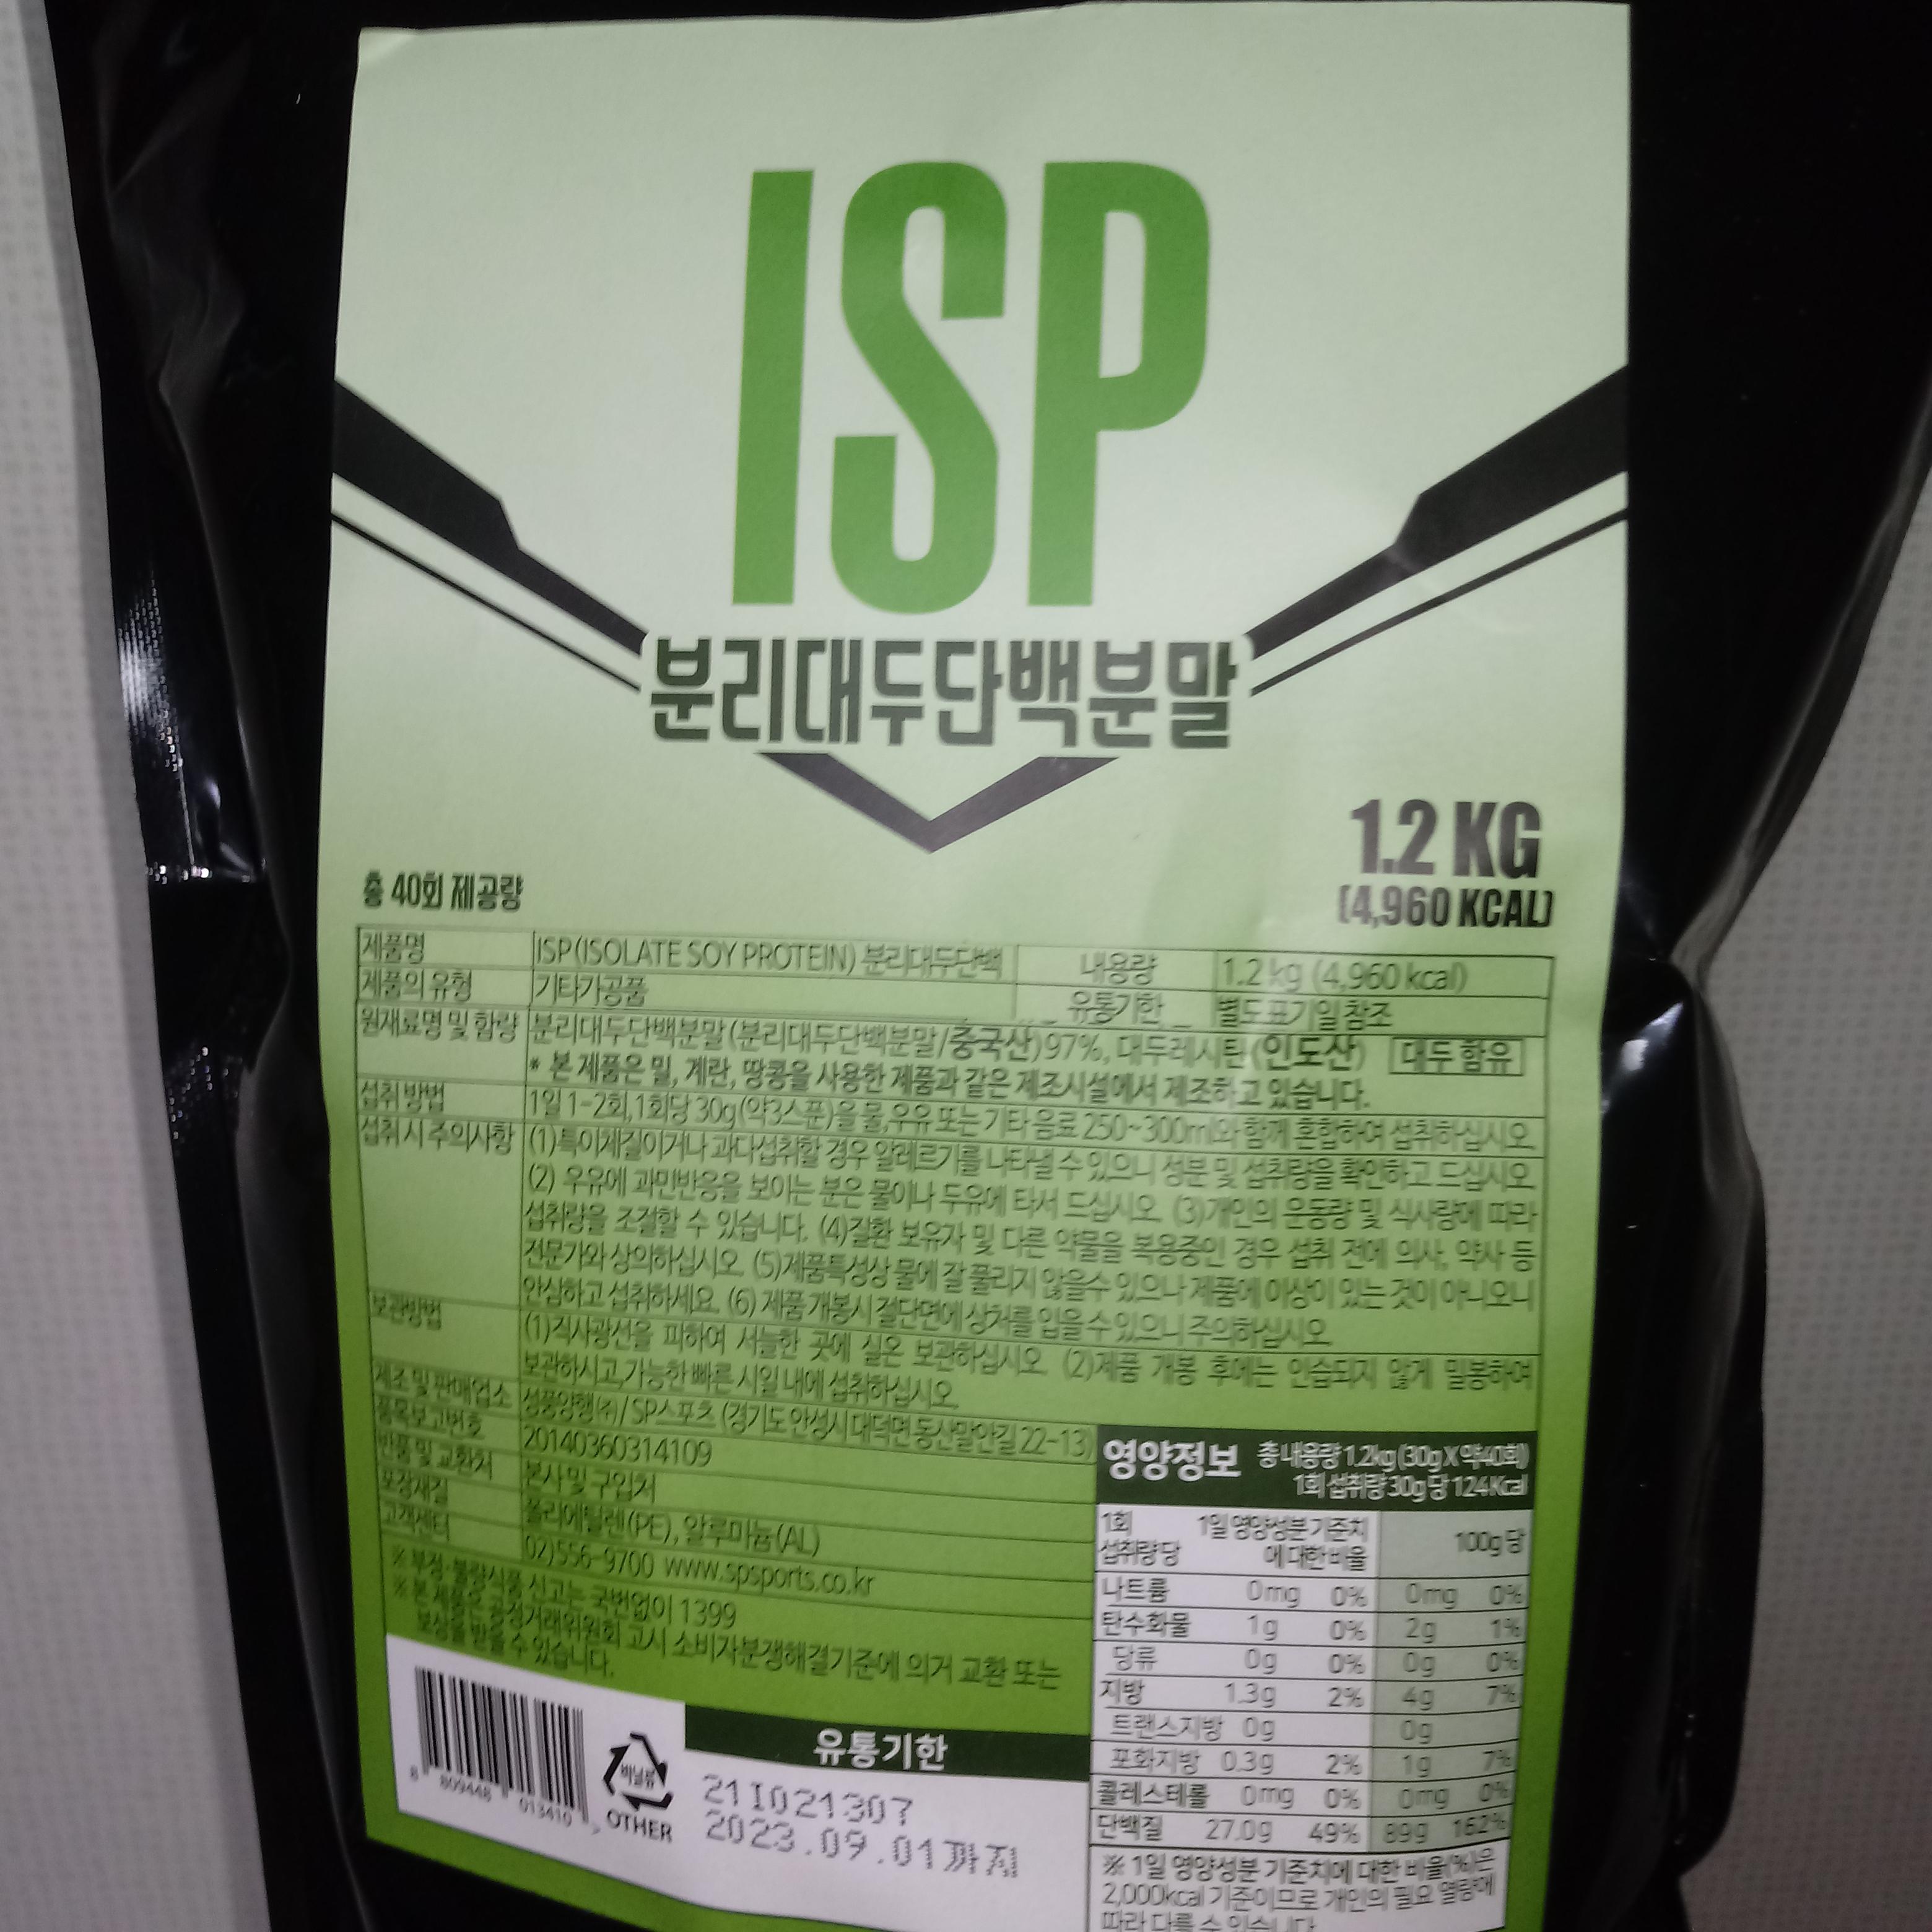 ISP
분리대두단백분말
1.2 KG
(4,960 KCAL)
총 40회 제공량
제품명 ISP(ISOLATE SOY PROTEIN) 분리대두단백 내용량 1.2 kg (4,960 kcal)
제품의 유형 기타가공품 유통기한 별도표기일참조
원재료명 및 함량 분리대두단백분말(분리대두단백분말/중국산)97%, 대두레시틴(인도산) 대두 함유
* 본 제품은 밀, 계란, 땅콩을 사용한 제품과 같은 제조시설에서 제조하고 있습니다.
섭취 방법 1일 1-2회,1회당 30g(약3스푼)을 물,우유 또는 기타 음료 250~300ml와 함께 혼합하여 섭취하십시오
섭취시 주의사항 (1)특이체질이거나 과다섭취할 경우 알레르기를 나타낼 수 있으니 성분 및 섭취량을 확인하고 드십시오
(2) 우유에 과민반응을 보이는 분은 물이나 두유에 타서 드십시오. (3)개인의 운동량 및 식사량에 따라
섭취량을 조절할 수 있습니다. (4)질환 보유자 및 다른 약물을 복용중인 경우 섭취 전에 의사, 약사 등
전문가와 상의하십시오. (5)제품특성상 물에 잘 풀리지 않을수 있으나 제품에 이상이 있는 것이 아니오니
안심하고 섭취하세요. (6) 제품 개봉시 절단면에 상처를 입을 수 있으니 주의하십시오
보관방법 (1)직사광선을 피하여 서늘한 곳에 실온 보관하십시오. (2)제품 개봉 후에는 인습되지 않게 밀봉하여
보관하시고,가능한 빠른 시일 내에 섭취하십시오.
제조 및 판매업소 성풍양행(주)/ SP스포츠 (경기도 안성시 대덕면 동산말안길 22-13)
품목보고번호 20140360314109
반품 및 교환처 본사 및 구입처
포장재질 폴리에틸렌(PE), 알루미늄(AL)
고객센터 02)556-9700 www.spsports.co.kr
※ 부정·불량식품 신고는 국번없이 1399
※ 본 제품은 공정거래위원회 고시 소비자분쟁해결기준에 의거 교환 또는
보상을 받을 수 있습니다.
8 809448 013410
비닐류
OTHER
유통기한
21I021307
2023.09.01까지
영양정보 총 내용량 1.2kg(30g X 약40회)
1회 섭취량 30g 당 124Kcal
1회 섭취량당 1일 영양성분 기준치에 대한 비율 100g 당
나트륨 0mg 0% 0mg 0%
탄수화물 1g 0% 2g 1%
당류 0g 0% 0g 0%
지방 1.3g 2% 4g 7%
트랜스지방 0g 0g
포화지방 0.3g 2% 1g 7%
콜레스테롤 0mg 0% 0mg 0%
단백질 27.0g 49% 89g 162%
※ 1일 영양성분 기준치에 대한 비율(%)은
2,000kcal 기준이므로 개인의 필요 열량에
따라 다를 수 있습니다